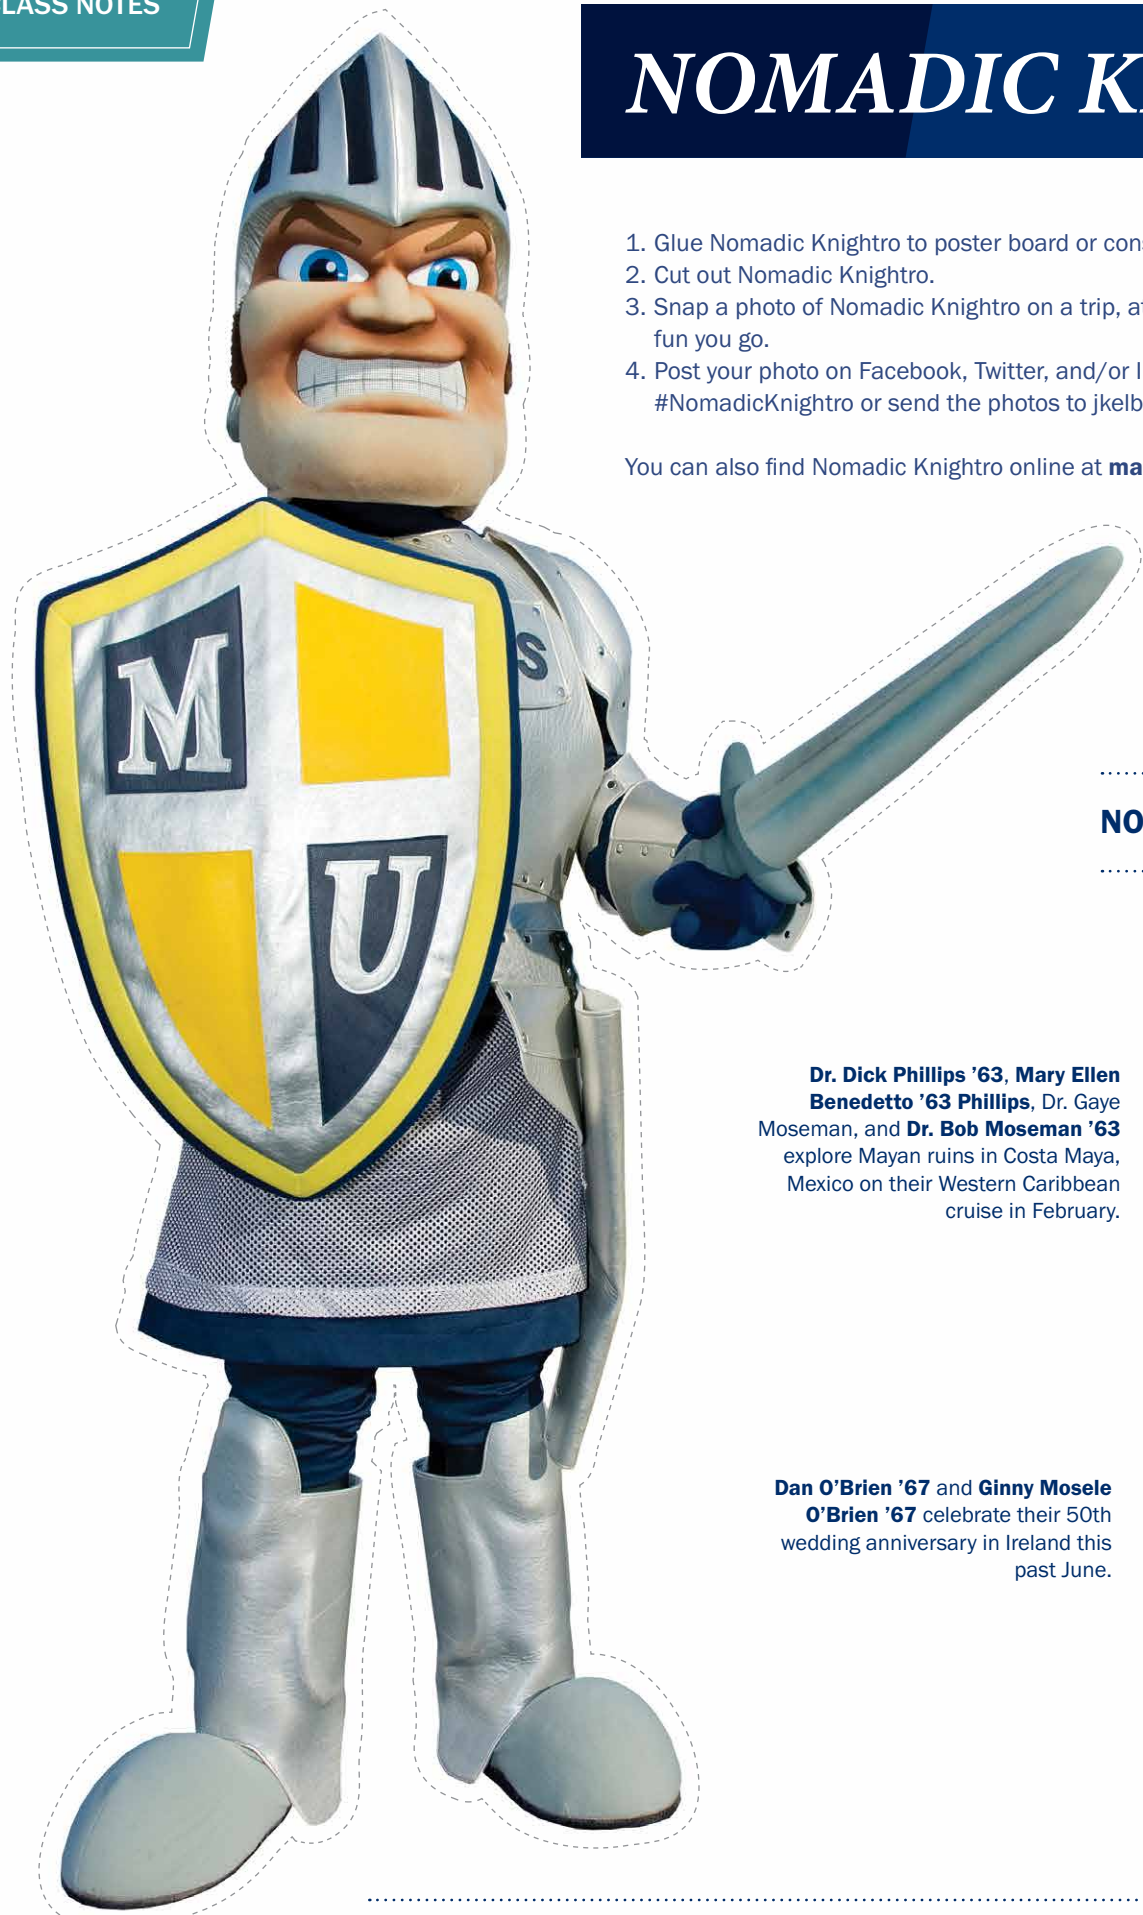 CLASS NOTES
NOMADIC
1. Glue Nomadic Knightro to poster board or
2. Cut out Nomadic Knightro.
3. Snap a photo of Nomadic Knightro on a trip,
fun you go.
4. Post your photo on Facebook, Twitter, and/or
#NomadicKnightro or send the photos to
You can also find Nomadic Knightro online at
S
M
U
Dr. Dick Phillips ’63, Mary Ellen
Benedetto ’63 Phillips, Dr. Gaye
Moseman, and Dr. Bob Moseman ’63
explore Mayan ruins in Costa Maya,
Mexico on their Western Caribbean
cruise in February.
Dan O’Brien ’67 and Ginny Mosele
O’Brien ’67 celebrate their 50th
wedding anniversary in Ireland this
past June.